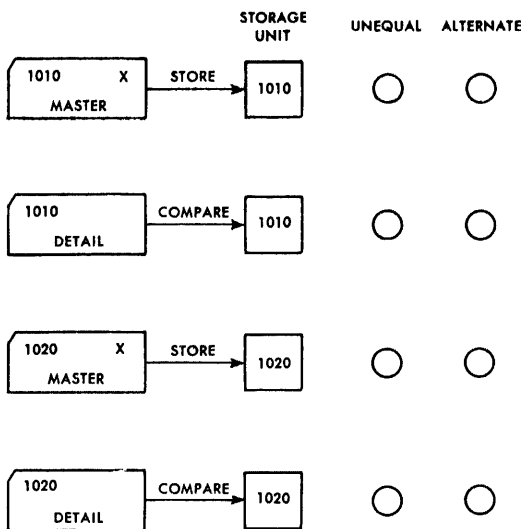 STORAGE UNIT UNEQUAL ALTERNATE
1010 X STORE 1010
MASTER
1010 COMPARE 1010
DETAIL
1020 X STORE 1020
MASTER
1020 COMPARE 1020
DETAIL